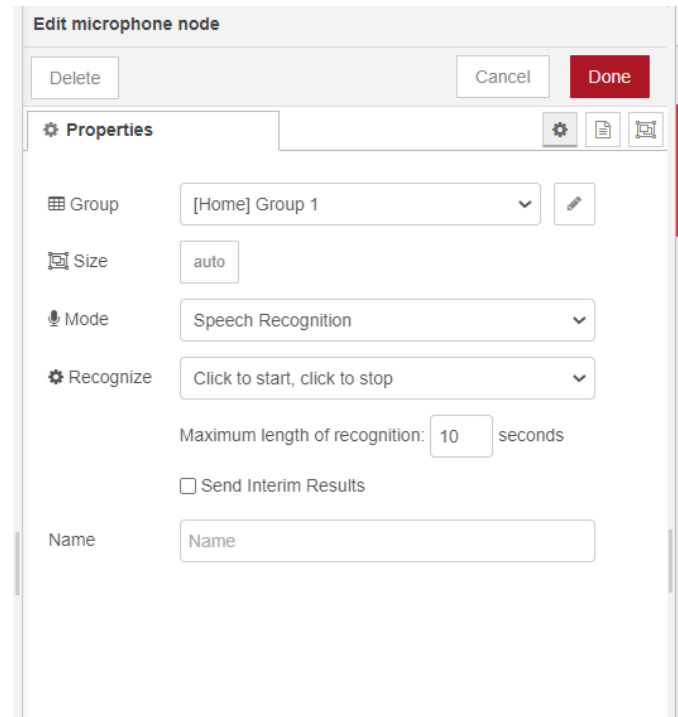 Edit microphone node
Delete Cancel Done
Properties
Group [Home] Group 1
Size auto
Mode Speech Recognition
Recognize Click to start, click to stop
Maximum length of recognition: 10 seconds
Send Interim Results
Name Name